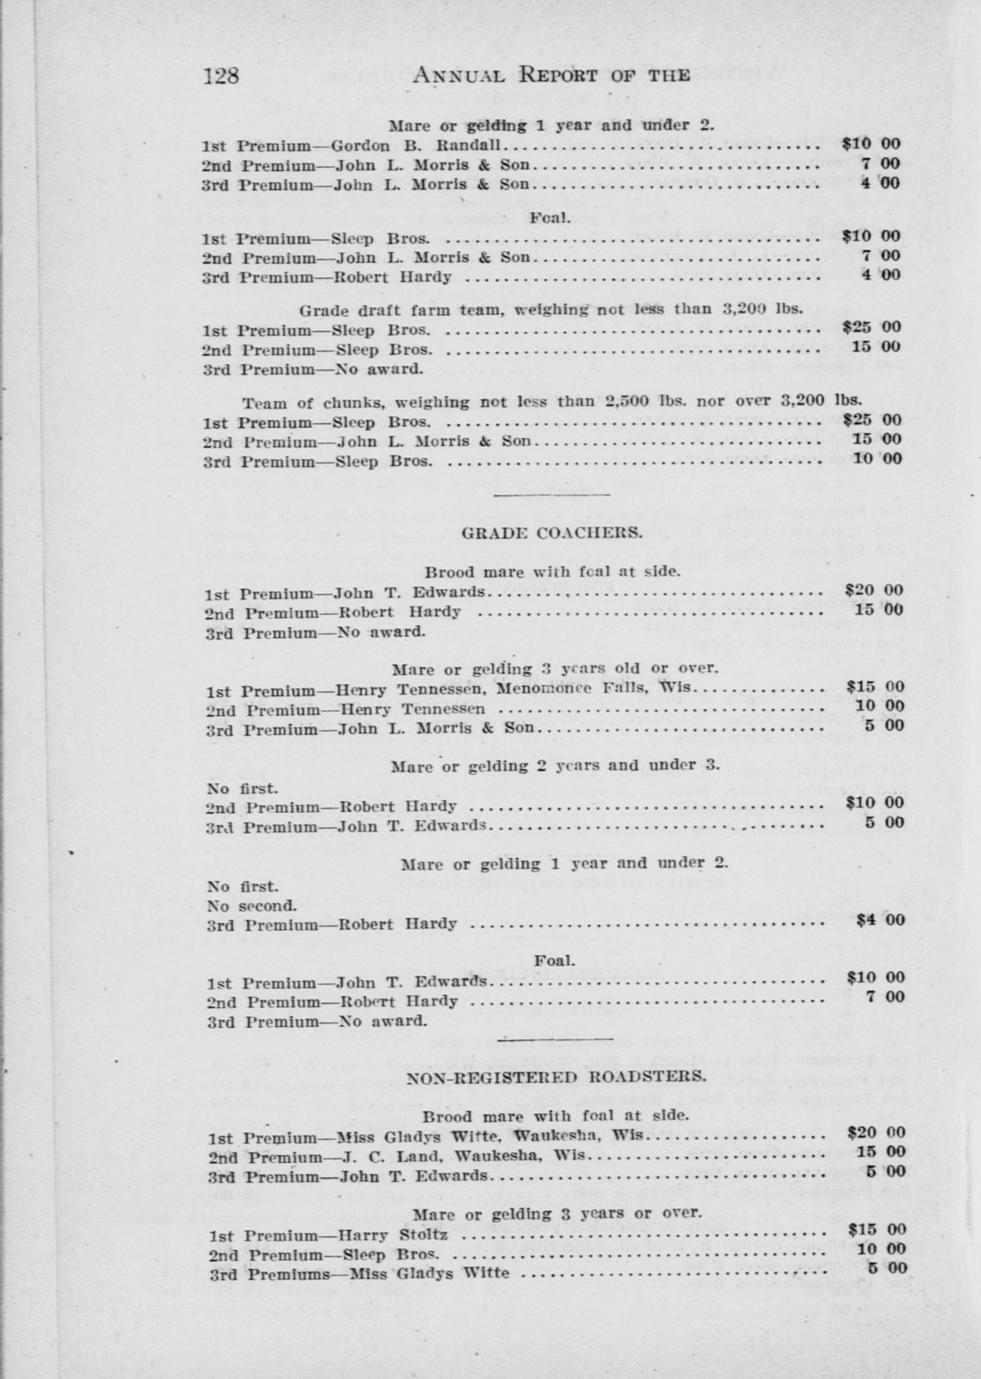 128 ANNUAL REPORT OF THE
Mare or gelding 1 year and under 2.
1st Premium—Gordon B. Randall................................ $10 00
2nd Premium—John L. Morris & Son.............................. 7 00
3rd Premium—John L. Morris & Son.............................. 4 00
Foal.
1st Premium—Sleep Bros. ....................................... $10 00
2nd Premium—John L. Morris & Son.............................. 7 00
3rd Premium—Robert Hardy ..................................... 4 00
Grade draft farm team, weighing not less than 3,200 lbs.
1st Premium—Sleep Bros. ....................................... $25 00
2nd Premium—Sleep Bros. ....................................... 15 00
3rd Premium—No award.
Team of chunks, weighing not less than 2,500 lbs. nor over 3,200 lbs.
1st Premium—Sleep Bros. ....................................... $25 00
2nd Premium—John L. Morris & Son.............................. 15 00
3rd Premium—Sleep Bros. ....................................... 10 00
GRADE COACHERS.
Brood mare with foal at side.
1st Premium—John T. Edwards................................... $20 00
2nd Premium—Robert Hardy .................................... 15 00
3rd Premium—No award.
Mare or gelding 3 years old or over.
1st Premium—Henry Tennessen, Menomonee Falls, Wis.............. $15 00
2nd Premium—Henry Tennessen .................................. 10 00
3rd Premium—John L. Morris & Son.............................. 5 00
Mare or gelding 2 years and under 3.
No first.
2nd Premium—Robert Hardy ..................................... $10 00
3rd Premium—John T. Edwards................................... 5 00
Mare or gelding 1 year and under 2.
No first.
No second.
3rd Premium—Robert Hardy ..................................... $4 00
Foal.
1st Premium—John T. Edwards................................... $10 00
2nd Premium—Robert Hardy ..................................... 7 00
3rd Premium—No award.
NON-REGISTERED ROADSTERS.
Brood mare with foal at side.
1st Premium—Miss Gladys Witte, Waukesha, Wis................... $20 00
2nd Premium—J. C. Land, Waukesha, Wis......................... 15 00
3rd Premium—John T. Edwards................................... 5 00
Mare or gelding 3 years or over.
1st Premium—Harry Stoltz ...................................... $15 00
2nd Premium—Sleep Bros. ....................................... 10 00
3rd Premiums—Miss Gladys Witte ................................ 5 00